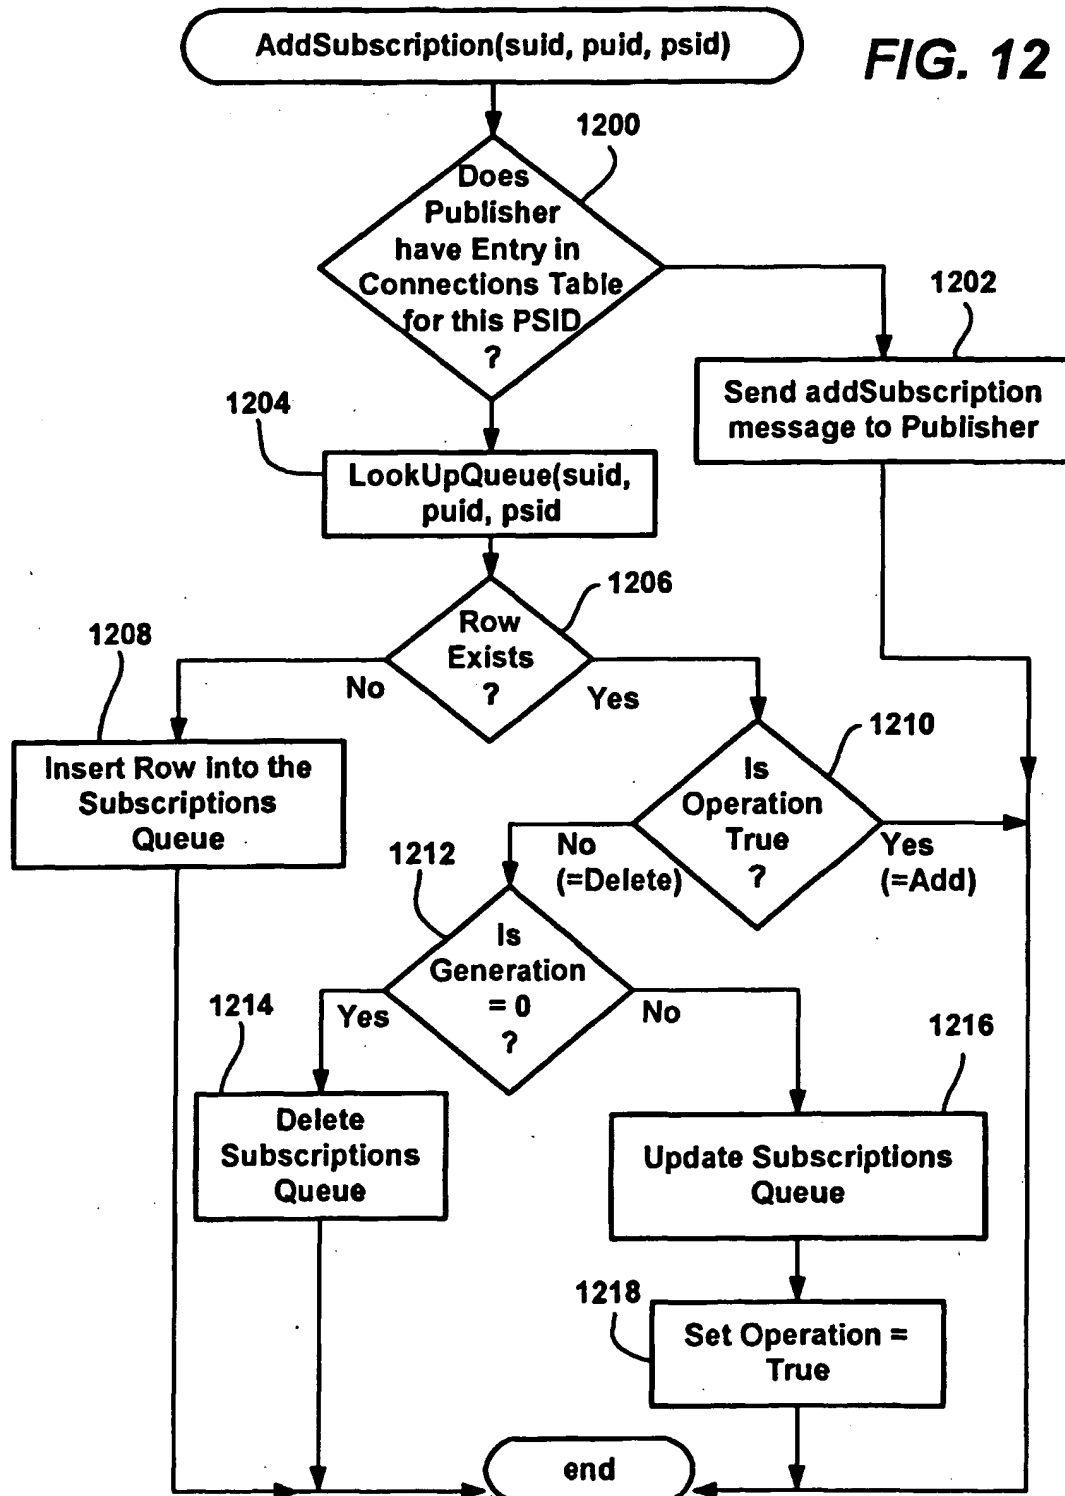 AddSubscription(suid, puid, psid)
FIG. 12
1200
Does
Publisher
have Entry in
Connections Table
for this PSID
?
1202
Send addSubscription
message to Publisher
1204
LookUpQueue(suid,
puid, psid
1206
Row
Exists
?
No
Yes
1208
Insert Row into the
Subscriptions
Queue
1210
Is
Operation
True
?
No
(=Delete)
Yes
(=Add)
1212
Is
Generation
= 0
?
Yes
No
1214
Delete
Subscriptions
Queue
1216
Update Subscriptions
Queue
1218
Set Operation =
True
end